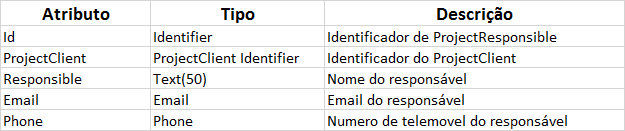 Atributo Tipo Descrição
Id Identifier Identificador de ProjectResponsible
ProjectClient ProjectClient Identifier Identificador do ProjectClient
Responsible Text(50) Nome do responsável
Email Email Email do responsável
Phone Phone Numero de telemovel do responsável